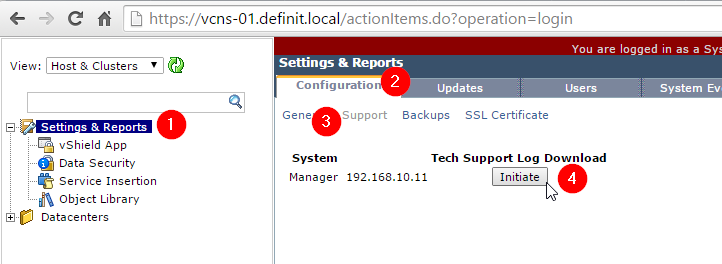 https://vcns-01.definit.local/actionItems.do?operation=login
You are logged in as a Sys
View: Host & Clusters
Settings & Reports
Configuration 2 Updates Users System Eve
1 Settings & Reports
3 Support Backups SSL Certificate
vShield App
Data Security
Service Insertion
Object Library
Datacenters
System Tech Support Log Download
Manager 192.168.10.11 Initiate 4